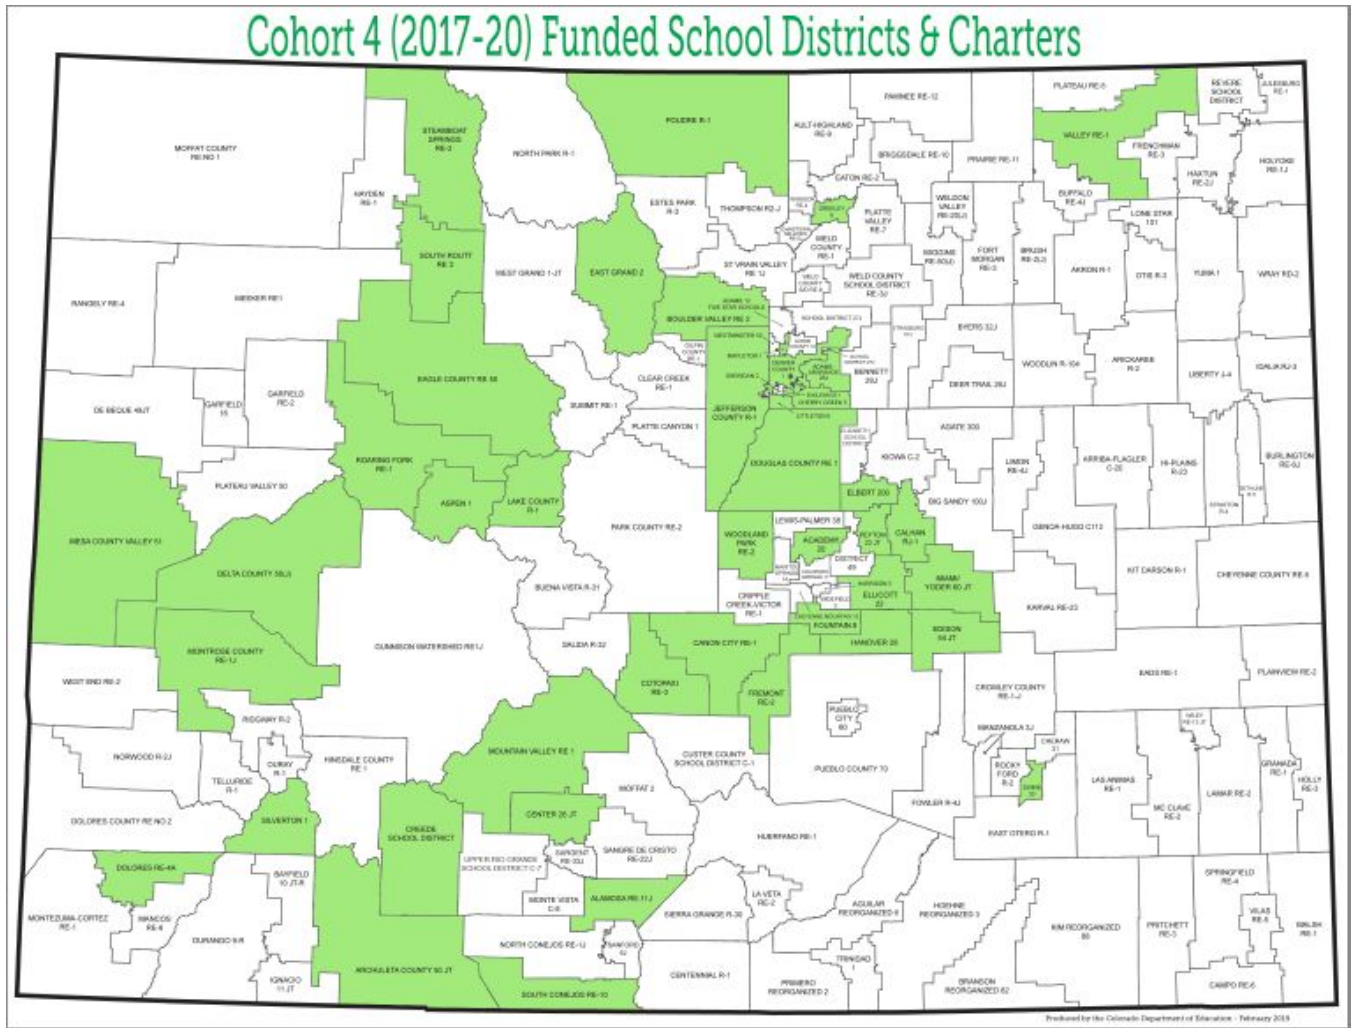 Cohort 4 (2017-20) Funded School Districts & Charters
MOFFAT COUNTY
RE:NO 1
HAYDEN
RE-1
STEAMBOAT
SPRINGS
RE-2
NORTH PARK R-1
POUDRE R-1
AULT-HIGHLAND
RE-9
PAWNEE RE-12
BRIGGSDALE RE-10
PRAIRIE RE-11
PLATEAU RE-5
VALLEY RE-1
FRENCHMAN
RE-3
REVERE
SCHOOL
DISTRICT
JULESBURG
RE-1
HAXTUN
RE-2J
HOLYOKE
RE-1J
BUFFALO
RE-4J
EATON RE-2
ESTES PARK
R-3
THOMPSON R2-J
PLATTE
VALLEY
RE-7
WELDON
VALLEY
RE-20(J)
LONE STAR
101
SOUTH ROUTT
RE 3
WEST GRAND 1-JT
EAST GRAND 2
ST VRAIN VALLEY
RE 1J
WELD
COUNTY
RE-1
WELD COUNTY
SCHOOL DISTRICT
RE-3J
WIGGINS
RE-50(J)
FORT
MORGAN
RE-3
BRUSH
RE-2(J)
AKRON R-1
OTIS R-3
YUMA 1
WRAY RD-2
RANGELY RE-4
MEEKER RE1
BOULDER VALLEY RE 2
BYERS 32J
DEER TRAIL 26J
BENNETT
29J
WOODLIN R-104
ARICKAREE
R-2
LIBERTY J-4
IDALIA RJ-3
DE BEQUE 49JT
GARFIELD
16
GARFIELD
RE-2
EAGLE COUNTY RE 50
SUMMIT RE-1
CLEAR CREEK
RE-1
PLATTE CANYON 1
JEFFERSON
COUNTY R-1
DOUGLAS COUNTY RE 1
KIOWA C-2
AGATE 300
LIMON
RE-4J
ARRIBA-FLAGLER
C-20
HI-PLAINS
R-23
BURLINGTON
RE-6J
PLATEAU VALLEY 50
ROARING FORK
RE-1
ASPEN 1
LAKE COUNTY
R-1
ELBERT 200
BIG SANDY 100J
PARK COUNTY RE-2
MESA COUNTY VALLEY 51
DELTA COUNTY 50(J)
WOODLAND
PARK
RE-2
LEWIS-PALMER 38
ACADEMY
20
PEYTON
23 JT
CALHAN
RJ-1
DISTRICT
49
GENOA-HUGO C113
KIT CARSON R-1
CHEYENNE COUNTY RE-5
BUENA VISTA R-31
CRIPPLE
CREEK-VICTOR
RE-1
ELLICOTT
22
MIAMI/
YODER 60 JT
KARVAL RE-23
FOUNTAIN 8
HANOVER 28
EDISON
54 JT
MONTROSE COUNTY
RE-1J
GUNNISON WATERSHED RE1J
SALIDA R-32
CANON CITY RE-1
COTOPAXI
RE-3
FREMONT
RE-2
WEST END RE-2
EADS RE-1
PLAINVIEW RE-2
CROWLEY COUNTY
RE-1-J
RIDGWAY R-2
PUEBLO
CITY
60
MANZANOLA 3J
NORWOOD R-2J
OURAY
R-1
HINSDALE COUNTY
RE 1
MOUNTAIN VALLEY RE 1
CUSTER COUNTY
SCHOOL DISTRICT C-1
PUEBLO COUNTY 70
CHERAW
31
ROCKY
FORD
R-2
LAS ANIMAS
RE-1
GRANADA
RE-1
HOLLY
RE-3
TELLURIDE
R-1
MOFFAT 2
FOWLER R-4J
MC CLAVE
RE-2
LAMAR RE-2
DOLORES COUNTY RE NO.2
SILVERTON 1
CREEDE
SCHOOL DISTRICT
CENTER 26 JT
HUERFANO RE-1
EAST OTERO R-1
SARGENT
RE-33J
SANGRE DE CRISTO
RE-22J
UPPER RIO GRANDE
SCHOOL DISTRICT C-7
DOLORES RE-4A
BAYFIELD
10 JT-R
MONTE VISTA
C-8
ALAMOSA RE-11J
SIERRA GRANDE R-30
LA VETA
RE-2
AGUILAR
REORGANIZED 6
HOEHNE
REORGANIZED 3
KIM REORGANIZED
88
PRITCHETT
RE-3
SPRINGFIELD
RE-4
VILAS
RE-5
WALSH
RE-1
MONTEZUMA-CORTEZ
RE-1
MANCOS
RE-6
DURANGO 9-R
IGNACIO
11 JT
ARCHULETA COUNTY 50 JT
NORTH CONEJOS RE-1J
SANFORD
6J
SOUTH CONEJOS RE-10
CENTENNIAL R-1
PRIMERO
REORGANIZED 2
TRINIDAD
1
BRANSON
REORGANIZED 82
CAMPO RE-6
Produced by the Colorado Department of Education - February 2019